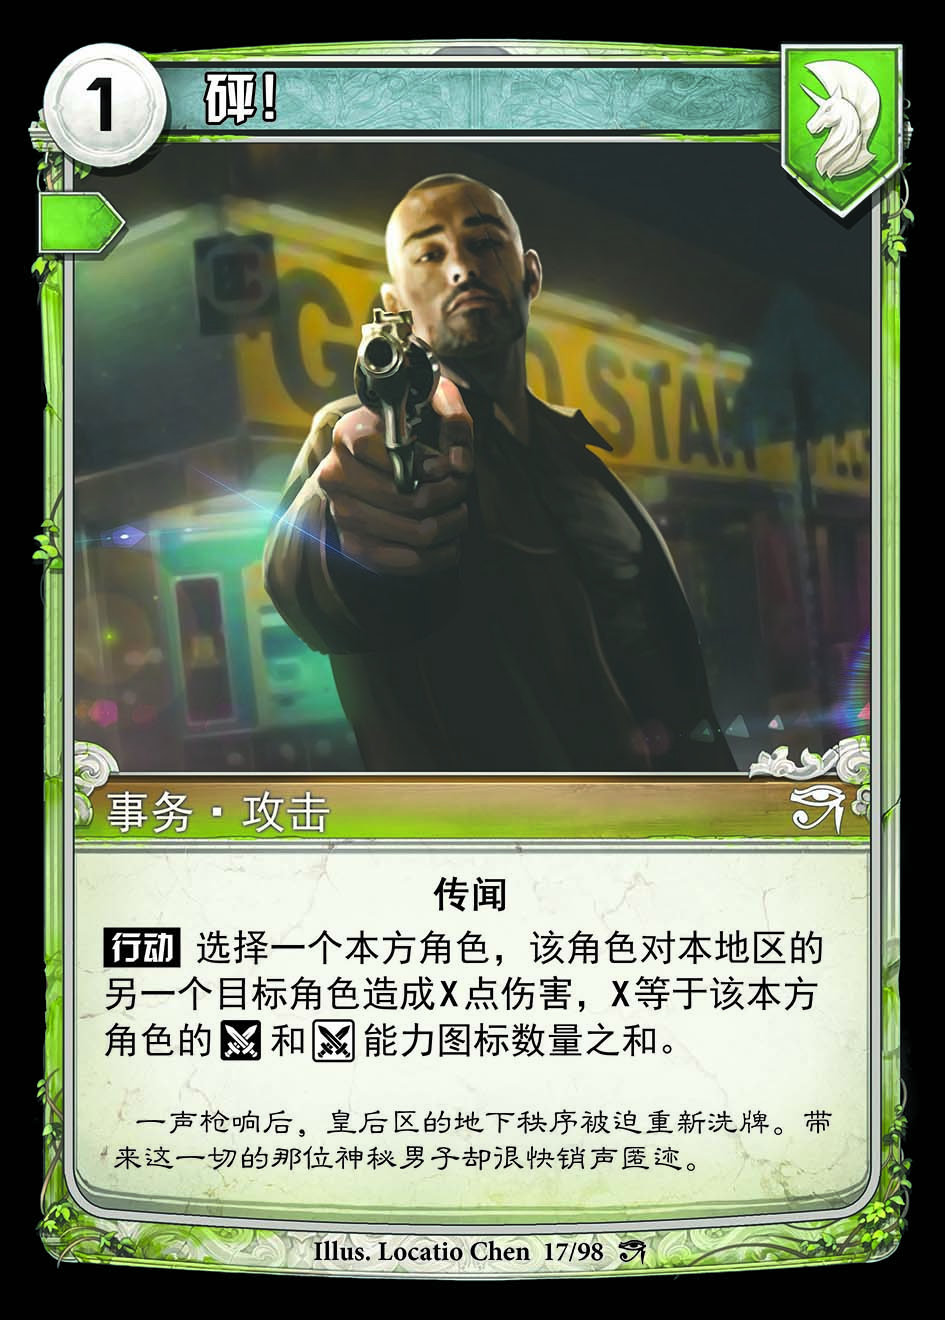 1
砰!
G
D STAR
事务·攻击
传闻
行动 选择一个本方角色，该角色对本地区的
另一个目标角色造成X点伤害，X等于该本方
角色的 和 能力图标数量之和。
一声枪响后，皇后区的地下秩序被迫重新洗牌。带
来这一切的那位神秘男子却很快销声匿迹。
Illus. Locatio Chen 17/98